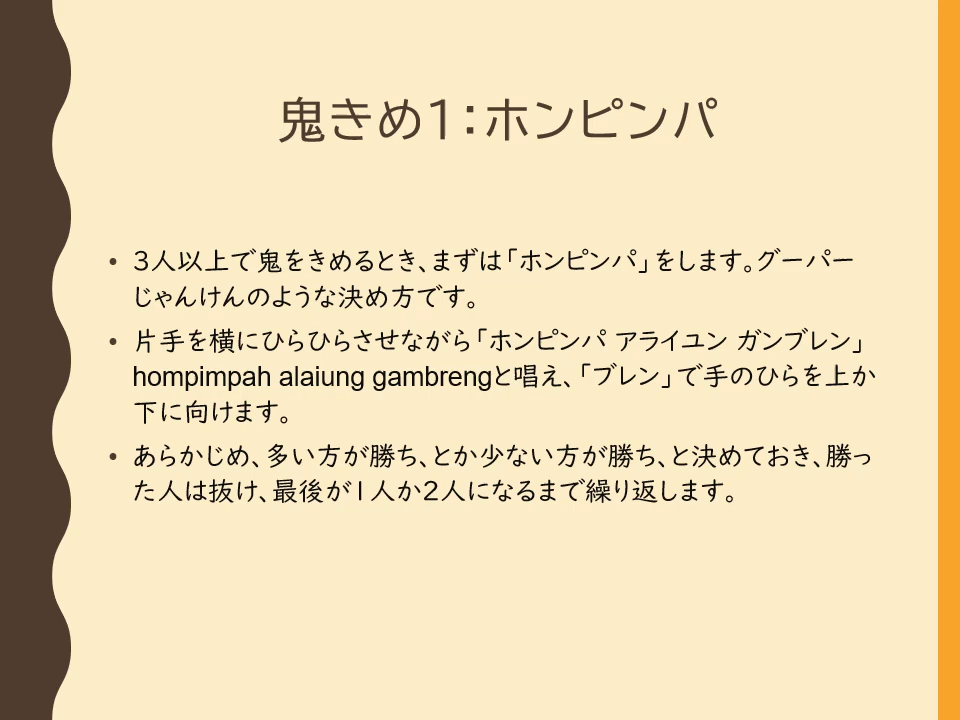 鬼きめ1：ホンピンパ
• 3人以上で鬼をきめるとき、まずは「ホンピンパ」をします。グーパー
じゃんけんのような決め方です。
• 片手を横にひらひらさせながら「ホンピンパ アライユン ガンブレン」
hompimpah alaiung gambrengと唱え、「ブレン」で手のひらを上か
下に向けます。
• あらかじめ、多い方が勝ち、とか少ない方が勝ち、と決めておき、勝っ
た人は抜け、最後が1人か2人になるまで繰り返します。